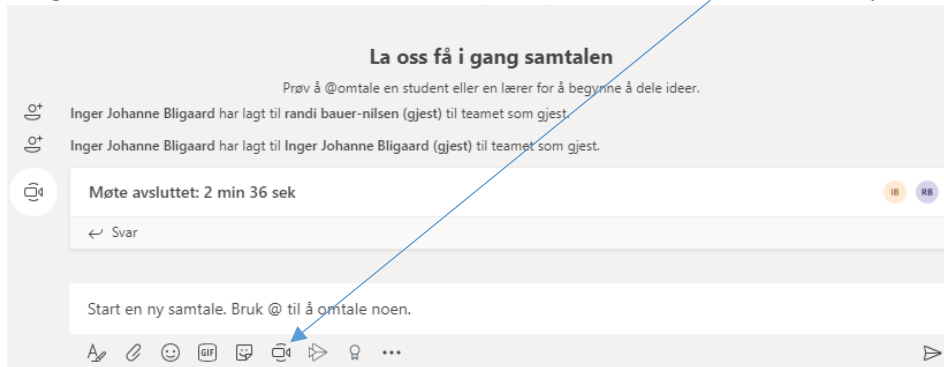 La oss få i gang samtalen
Prøv å @omtale en student eller en lærer for å begynne å dele ideer.
Inger Johanne Bligaard har lagt til randi bauer-nilsen (gjest) til teamet som gjest.
Inger Johanne Bligaard har lagt til Inger Johanne Bligaard (gjest) til teamet som gjest.
Møte avsluttet: 2 min 36 sek
IB RB
Svar
Start en ny samtale. Bruk @ til å omtale noen.
GIF